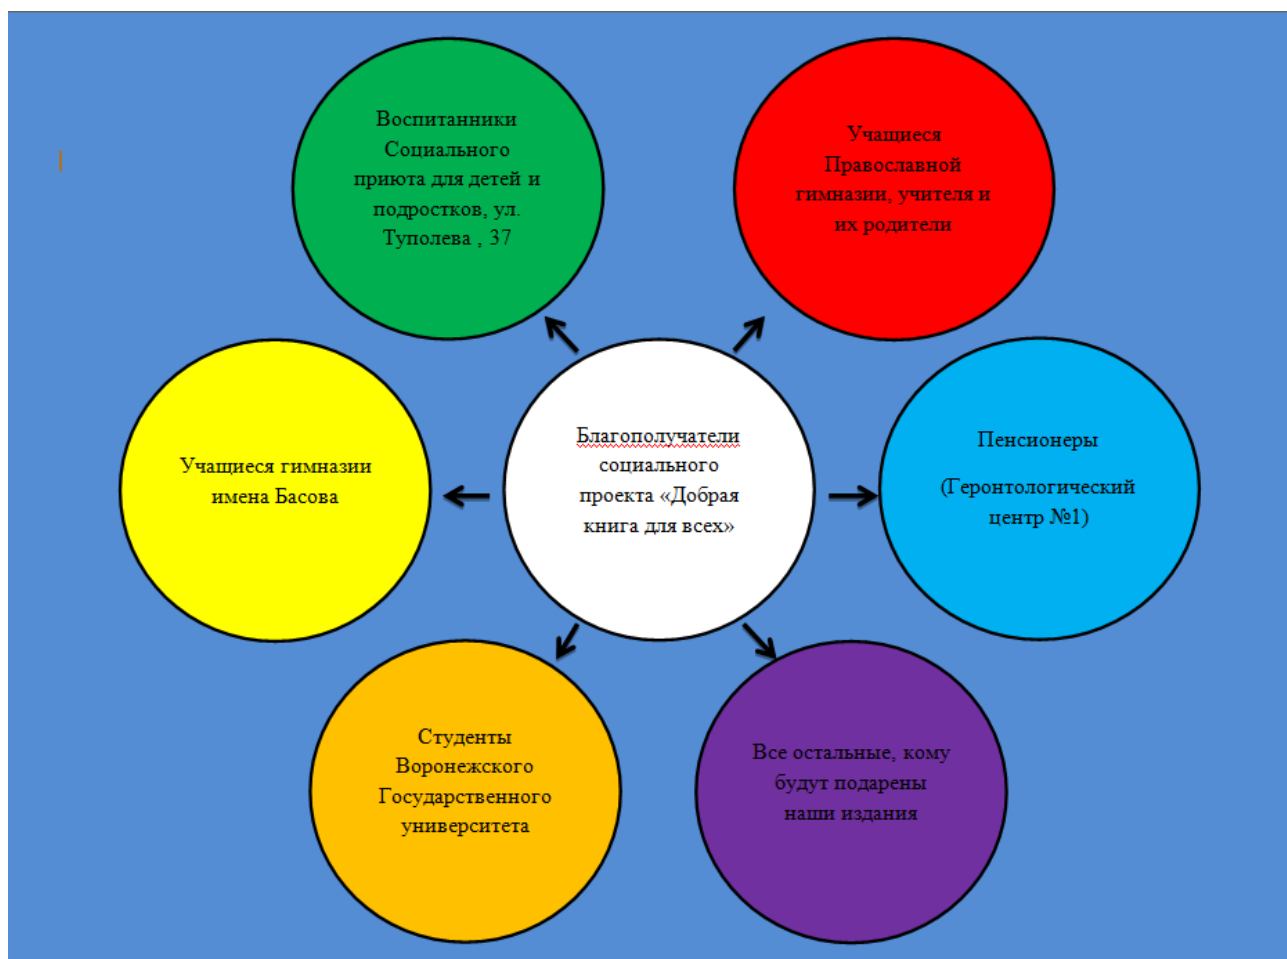 Воспитанники
Социального
приюта для детей и
подростков, ул.
Туполева , 37
Учащиеся
Православной
гимназии, учителя и
их родители
Учащиеся гимназии
имена Басова
Благополучатели
социального
проекта «Добрая
книга для всех»
Пенсионеры
(Геронтологический
центр №1)
Студенты
Воронежского
Государственного
университета
Все остальные, кому
будут подарены
наши издания